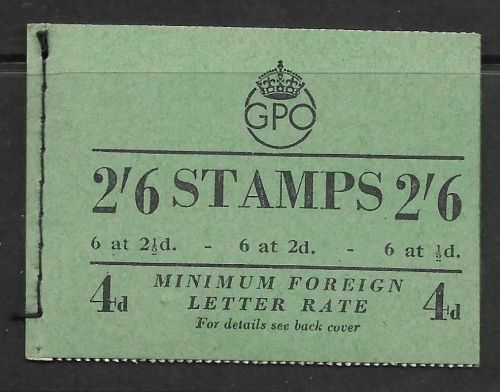 GPO
2'6 STAMPS 2'6
6 at 2½d. - 6 at 2d. - 6 at ½d.
4d MINIMUM FOREIGN 4d
LETTER RATE
For details see back cover